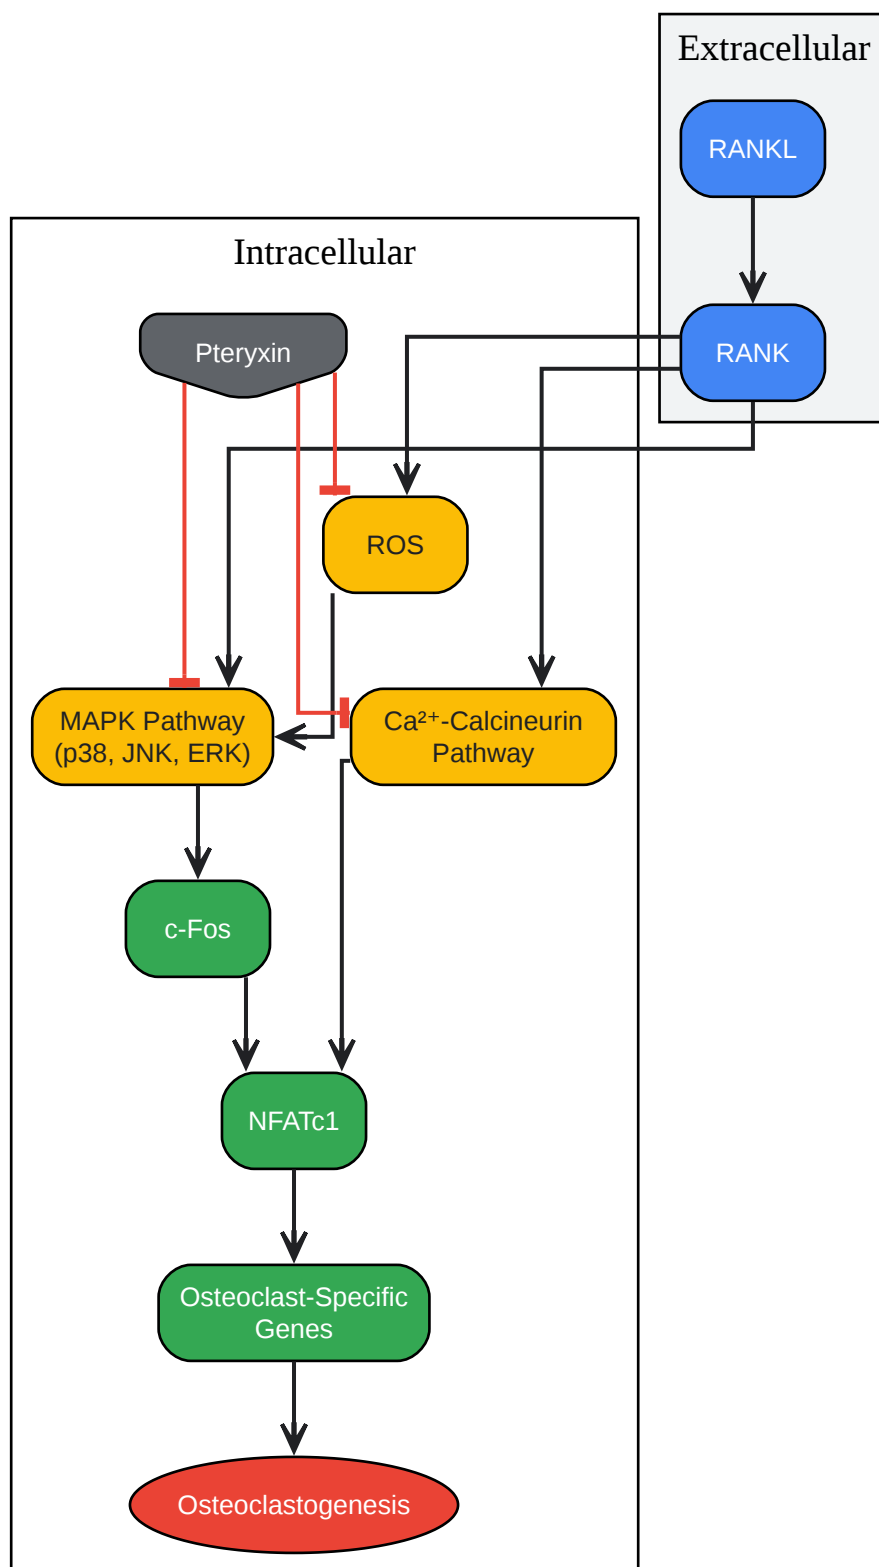 Extracellular
RANKL
Intracellular
Pteryxin
RANK
ROS
MAPK Pathway
(p38, JNK, ERK)
Ca²⁺-Calcineurin
Pathway
c-Fos
NFATc1
Osteoclast-Specific
Genes
Osteoclastogenesis